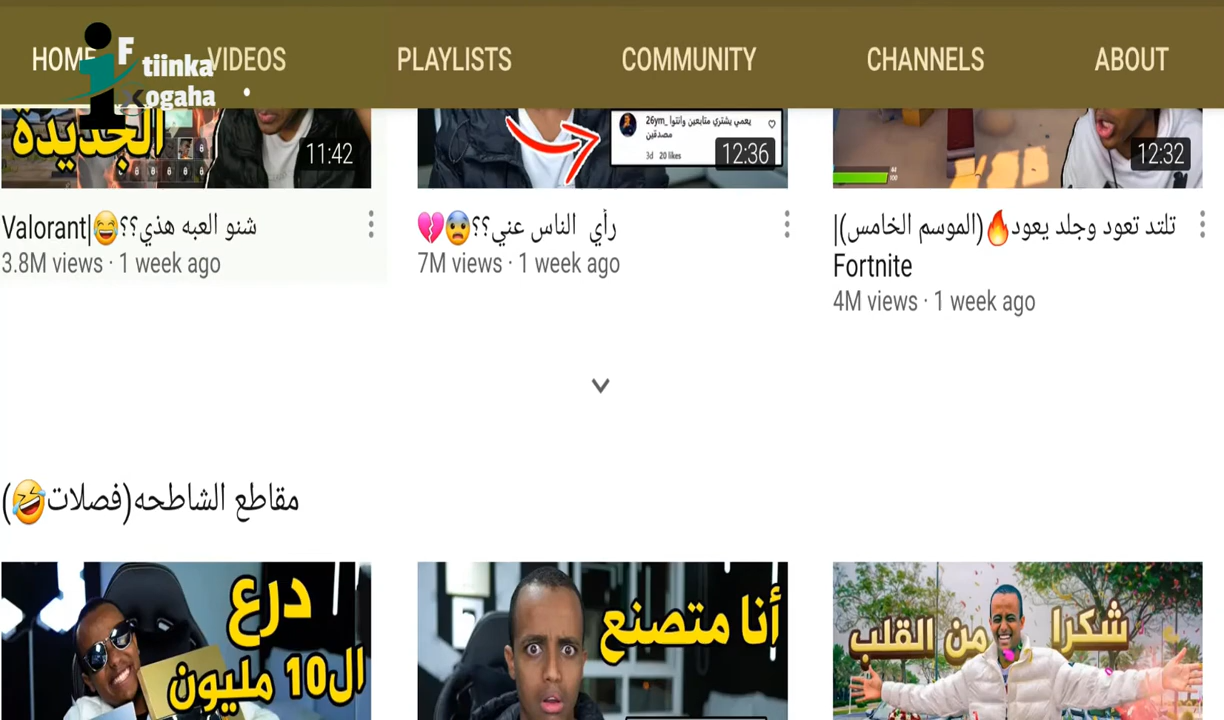 HOME VIDEOS PLAYLISTS COMMUNITY CHANNELS ABOUT
F
tiinka
xogaha
الجديدة
11:42
26ym_ يعمي يشتري متابعين وانتوا
مصدقين
3d 20 likes
12:36
12:32
شنو العبه هذي؟؟😂|Valorant
3.8M views · 1 week ago
رأي الناس عني؟؟😨💔
7M views · 1 week ago
تلتد تعود وجلد يعود🔥(الموسم الخامس)|
Fortnite
4M views · 1 week ago
مقاطع الشاطحه(فصلات🤣)
درع
ال10 مليون
أنا متصنع
شكرا من القلب